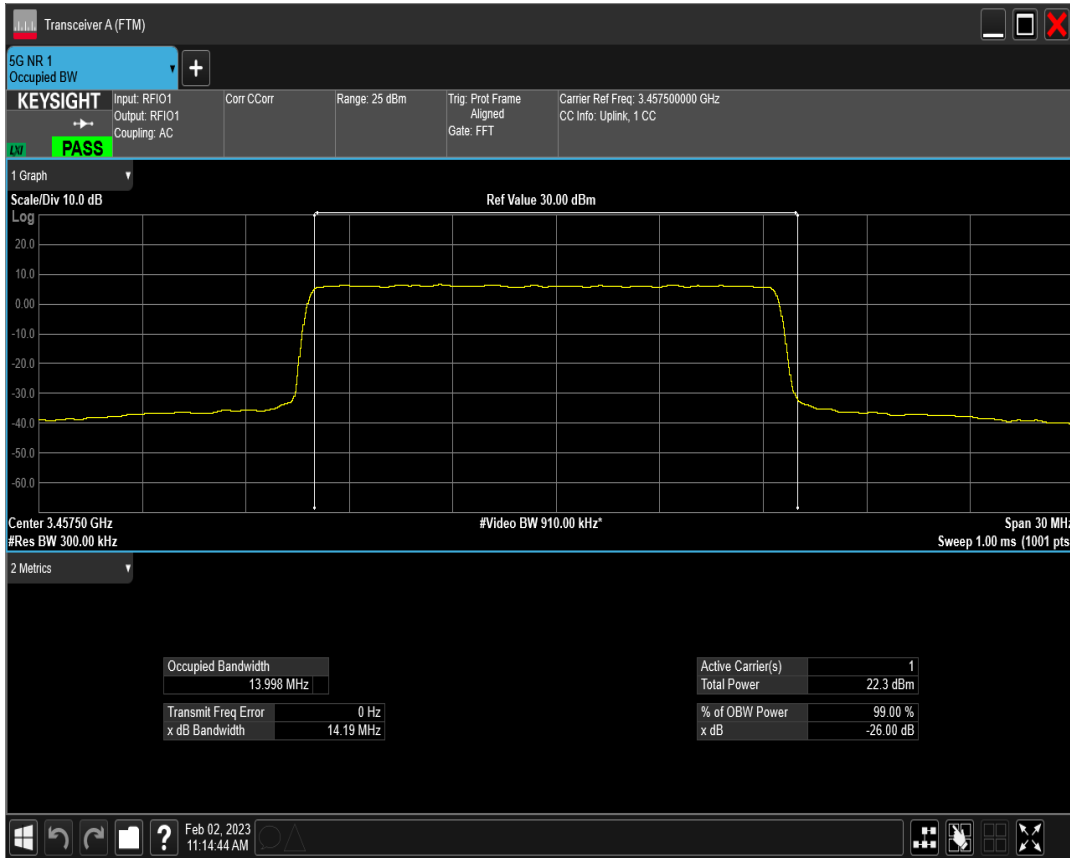 Transceiver A (FTM)
5G NR 1
Occupied BW
+
KEYSIGHT
LXI
PASS
Input: RFIO1
Output: RFIO1
Coupling: AC
Corr CCorr
Range: 25 dBm
Trig: Prot Frame
Aligned
Gate: FFT
Carrier Ref Freq: 3.457500000 GHz
CC Info: Uplink, 1 CC
1 Graph
Scale/Div 10.0 dB
Ref Value 30.00 dBm
Log
20.0
10.0
0.00
-10.0
-20.0
-30.0
-40.0
-50.0
-60.0
Center 3.45750 GHz
#Video BW 910.00 kHz*
Span 30 MHz
#Res BW 300.00 kHz
Sweep 1.00 ms (1001 pts
2 Metrics
Occupied Bandwidth
13.998 MHz
Transmit Freq Error 0 Hz
x dB Bandwidth 14.19 MHz
Active Carrier(s) 1
Total Power 22.3 dBm
% of OBW Power 99.00 %
x dB -26.00 dB
?
Feb 02, 2023
11:14:44 AM